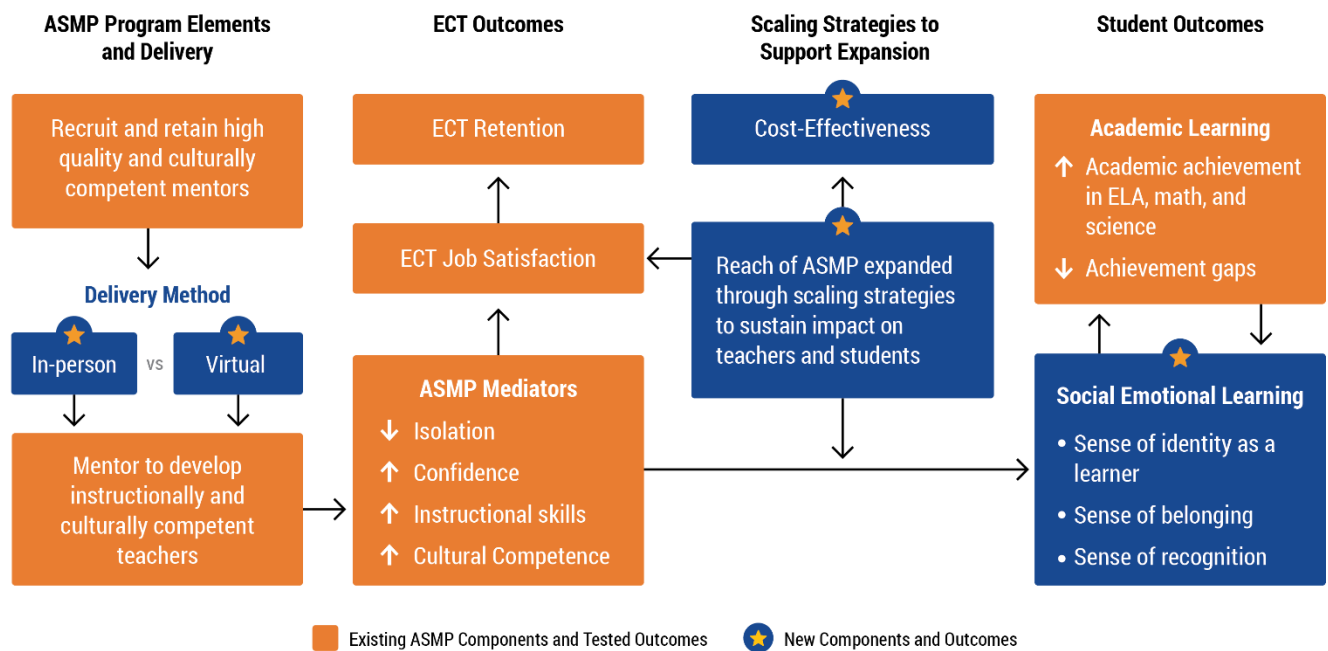 ASMP Program Elements
and Delivery
Recruit and retain high
quality and culturally
competent mentors
Delivery Method
In-person
vs
Virtual
Mentor to develop
instructionally and
culturally competent
teachers
ECT Outcomes
ECT Retention
ECT Job Satisfaction
ASMP Mediators
↓ Isolation
↑ Confidence
↑ Instructional skills
↑ Cultural Competence
Scaling Strategies to
Support Expansion
Cost-Effectiveness
Reach of ASMP expanded
through scaling strategies
to sustain impact on
teachers and students
Student Outcomes
Academic Learning
↑ Academic achievement
in ELA, math, and
science
↓ Achievement gaps
Social Emotional Learning
• Sense of identity as a
learner
• Sense of belonging
• Sense of recognition
Existing ASMP Components and Tested Outcomes
New Components and Outcomes